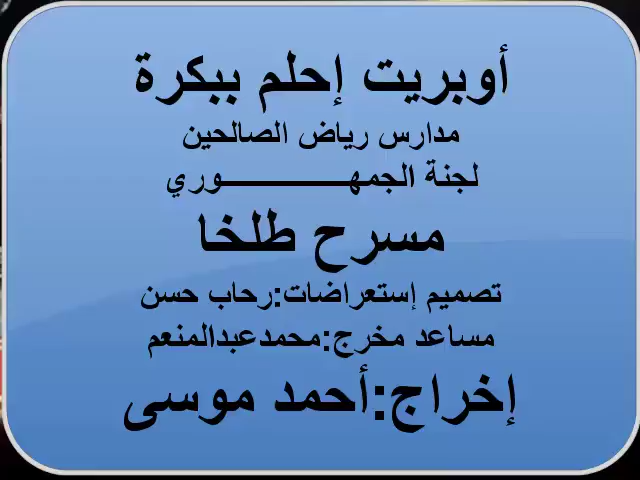 أوبريت إحلم ببكرة
مدارس رياض الصالحين
لجنة الجمهـــــــــــــوري
مسرح طلخا
تصميم إستعراضات:رحاب حسن
مساعد مخرج:محمدعبدالمنعم
إخراج:أحمد موسى